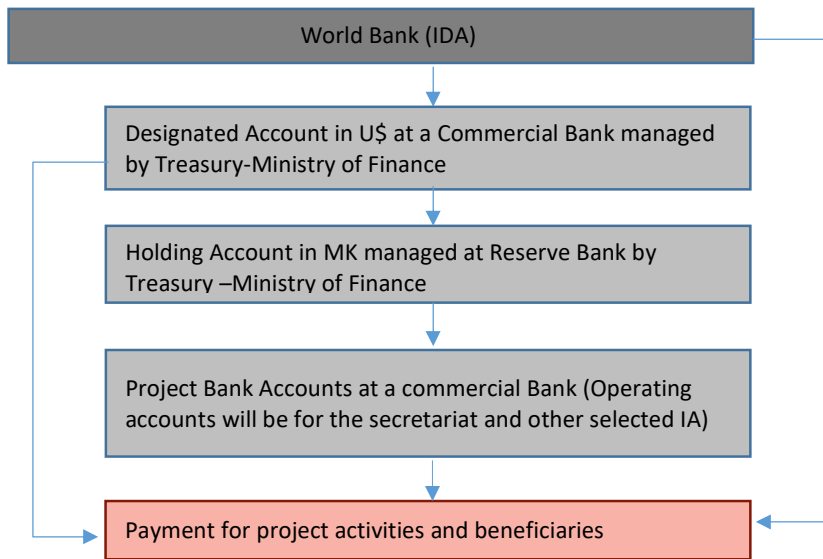 World Bank (IDA)
Designated Account in U$ at a Commercial Bank managed
by Treasury-Ministry of Finance
Holding Account in MK managed at Reserve Bank by
Treasury –Ministry of Finance
Project Bank Accounts at a commercial Bank (Operating
accounts will be for the secretariat and other selected IA)
Payment for project activities and beneficiaries